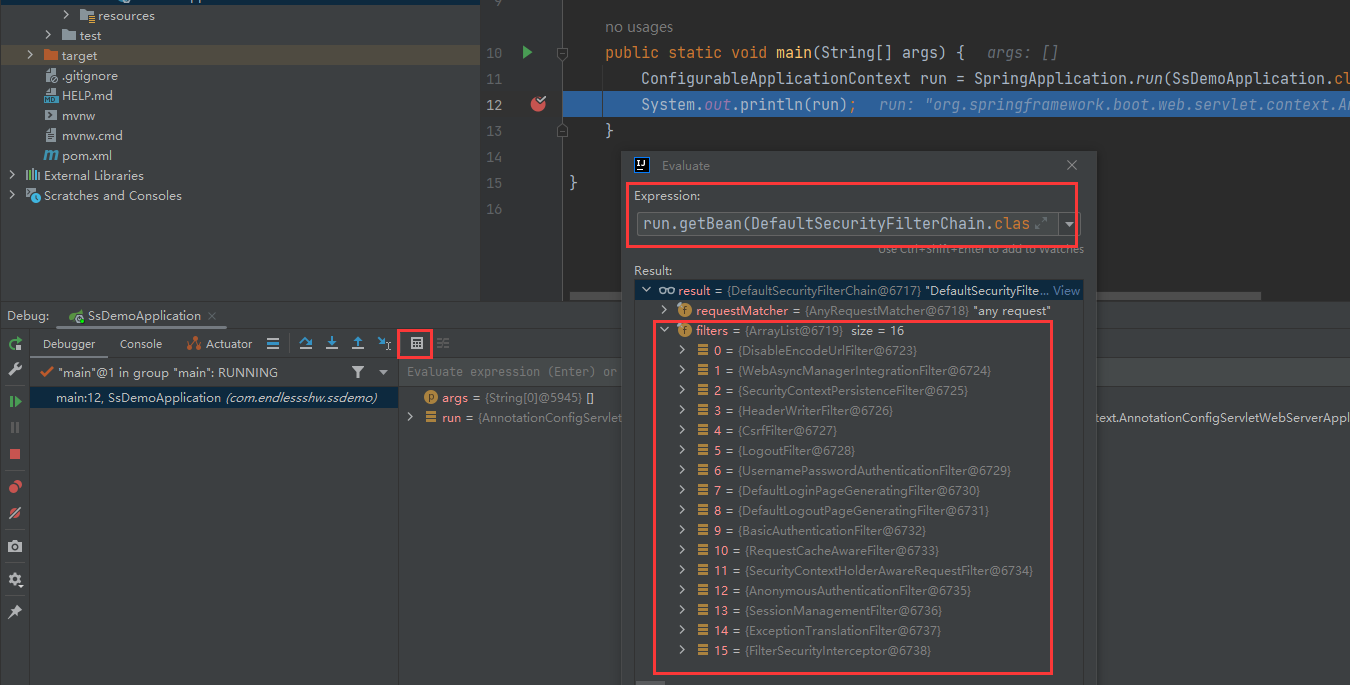 resources
test
target
.gitignore
HELP.md
mvnw
mvnw.cmd
pom.xml
External Libraries
Scratches and Consoles
9
no usages
10 public static void main(String[] args) { args: []
11 ConfigurableApplicationContext run = SpringApplication.run(SsDemoApplication.cl
12 System.out.println(run); run: "org.springframework.boot.web.servlet.context.An
13 }
14
15 }
16
Debug: SsDemoApplication
Debugger Console Actuator
"main"@1 in group "main": RUNNING
main:12, SsDemoApplication (com.endlessshw.ssdemo)
Evaluate expression (Enter) or
args = {String[0]@5945} []
run = {AnnotationConfigServlet
text.AnnotationConfigServletWebServerAppl
Evaluate
Expression:
run.getBean(DefaultSecurityFilterChain.clas
Use Ctrl+Shift+Enter to add to Watches
Result:
result = {DefaultSecurityFilterChain@6717} "DefaultSecurityFilte... View
requestMatcher = {AnyRequestMatcher@6718} "any request"
filters = {ArrayList@6719} size = 16
0 = {DisableEncodeUrlFilter@6723}
1 = {WebAsyncManagerIntegrationFilter@6724}
2 = {SecurityContextPersistenceFilter@6725}
3 = {HeaderWriterFilter@6726}
4 = {CsrfFilter@6727}
5 = {LogoutFilter@6728}
6 = {UsernamePasswordAuthenticationFilter@6729}
7 = {DefaultLoginPageGeneratingFilter@6730}
8 = {DefaultLogoutPageGeneratingFilter@6731}
9 = {BasicAuthenticationFilter@6732}
10 = {RequestCacheAwareFilter@6733}
11 = {SecurityContextHolderAwareRequestFilter@6734}
12 = {AnonymousAuthenticationFilter@6735}
13 = {SessionManagementFilter@6736}
14 = {ExceptionTranslationFilter@6737}
15 = {FilterSecurityInterceptor@6738}